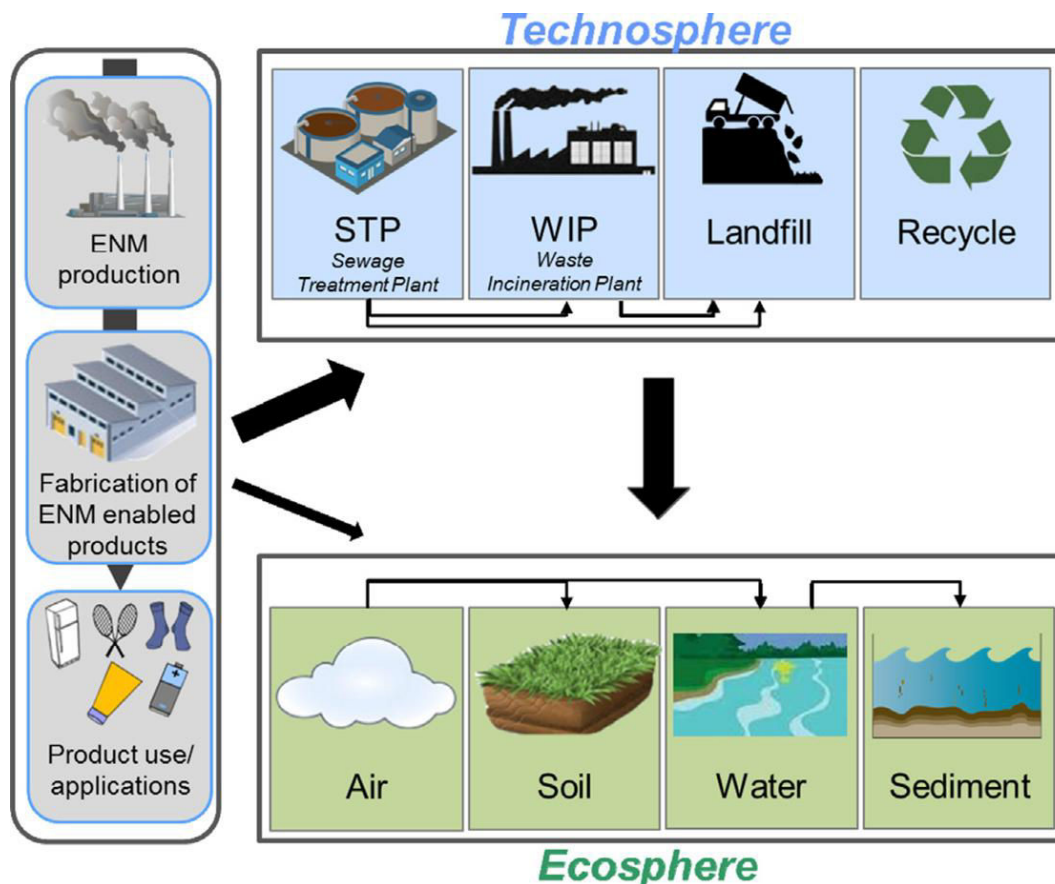 Technosphere
ENM
production
Fabrication of
ENM enabled
products
Product use/
applications
STP
Sewage
Treatment Plant
WIP
Waste
Incineration Plant
Landfill
Recycle
Air
Soil
Water
Sediment
Ecosphere